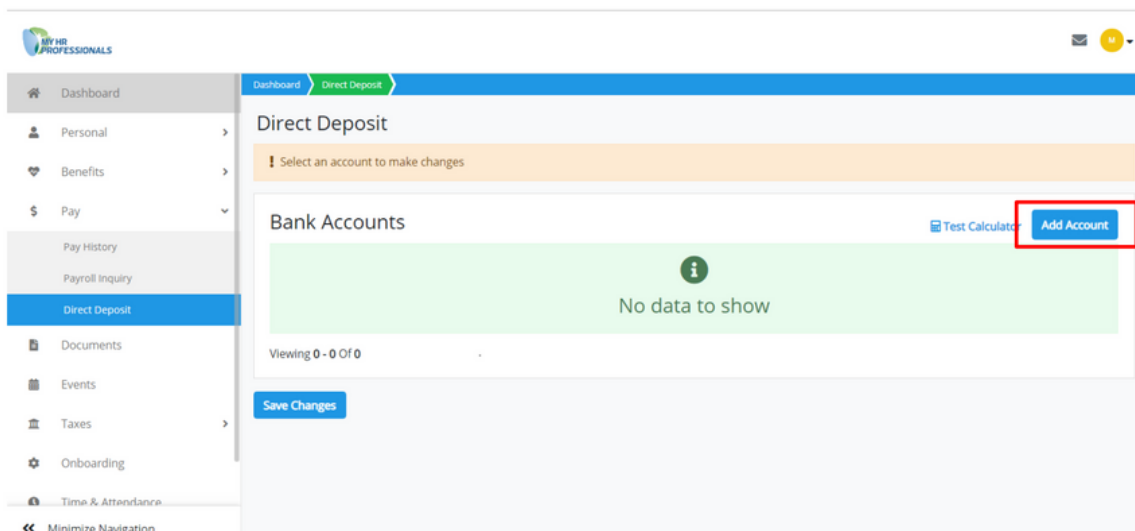 MY HR
PROFESSIONALS
M
Dashboard
Personal
Benefits
Pay
Pay History
Payroll Inquiry
Direct Deposit
Documents
Events
Taxes
Onboarding
Time & Attendance
Minimize Navigation
Dashboard Direct Deposit
Direct Deposit
! Select an account to make changes
Bank Accounts
Test Calculator Add Account
No data to show
Viewing 0 - 0 Of 0
Save Changes